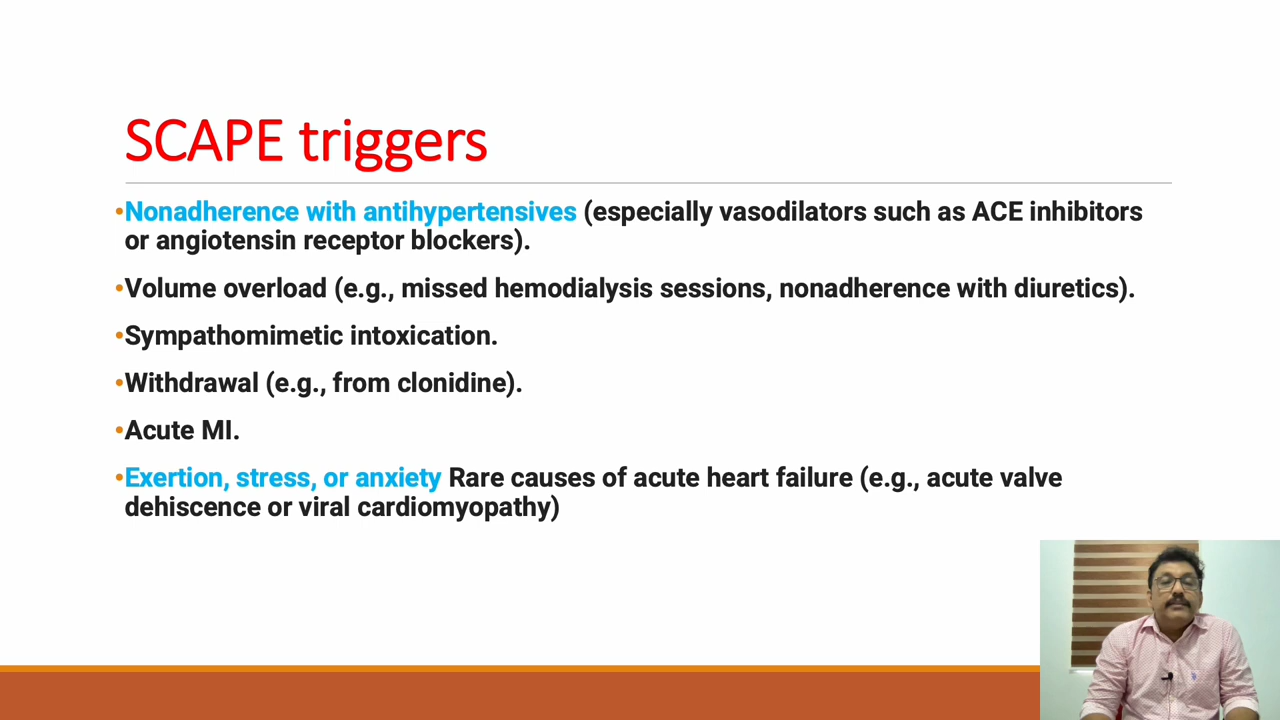 SCAPE triggers
•Nonadherence with antihypertensives (especially vasodilators such as ACE inhibitors
or angiotensin receptor blockers).
•Volume overload (e.g., missed hemodialysis sessions, nonadherence with diuretics).
•Sympathomimetic intoxication.
•Withdrawal (e.g., from clonidine).
•Acute MI.
•Exertion, stress, or anxiety Rare causes of acute heart failure (e.g., acute valve
dehiscence or viral cardiomyopathy)